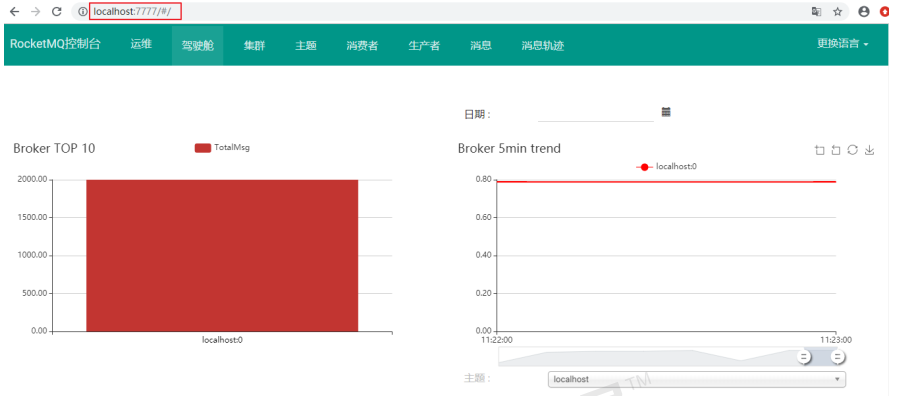 localhost:7777/#/
RocketMQ控制台 运维 驾驶舱 集群 主题 消费者 生产者 消息 消息轨迹 更换语言
日期：
Broker TOP 10
TotalMsg
2000.00
1500.00
1000.00
500.00
0.00
localhost:0
Broker 5min trend
localhost:0
0.80
0.60
0.40
0.20
0.00
11:22:00 11:23:00
主题： localhost
TM